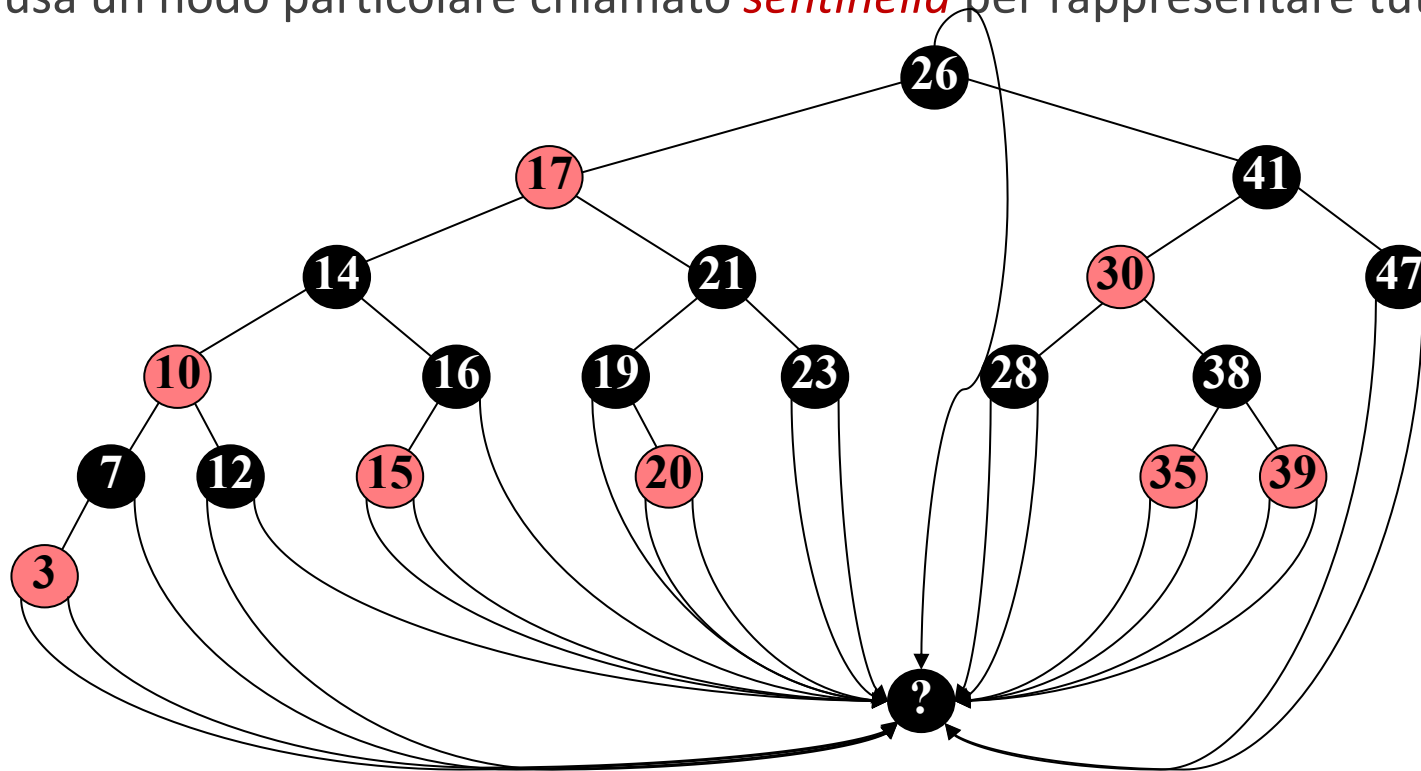 usa un nodo particolare chiamato sentinella per rappresentare tut
26
17 41
14 21 30 47
10 16 19 23 28 38
7 12 15 20 35 39
3
?